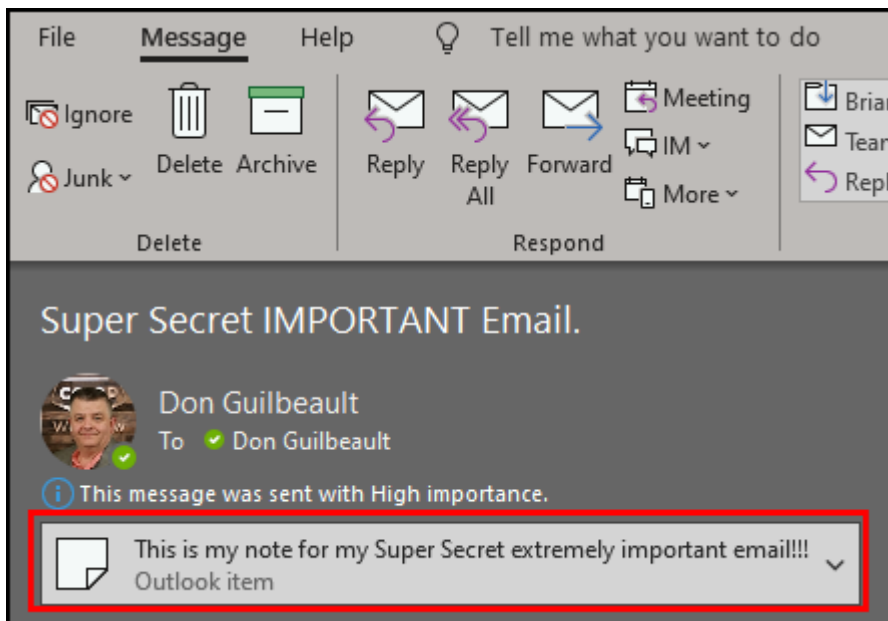 File Message Help Tell me what you want to do
Ignore
Junk
Delete
Archive
Reply
Reply
All
Forward
Meeting
IM
More
Team
Delete
Respond
Super Secret IMPORTANT Email.
Don Guilbeault
To Don Guilbeault
This message was sent with High importance.
This is my note for my Super Secret extremely important email!!!
Outlook item